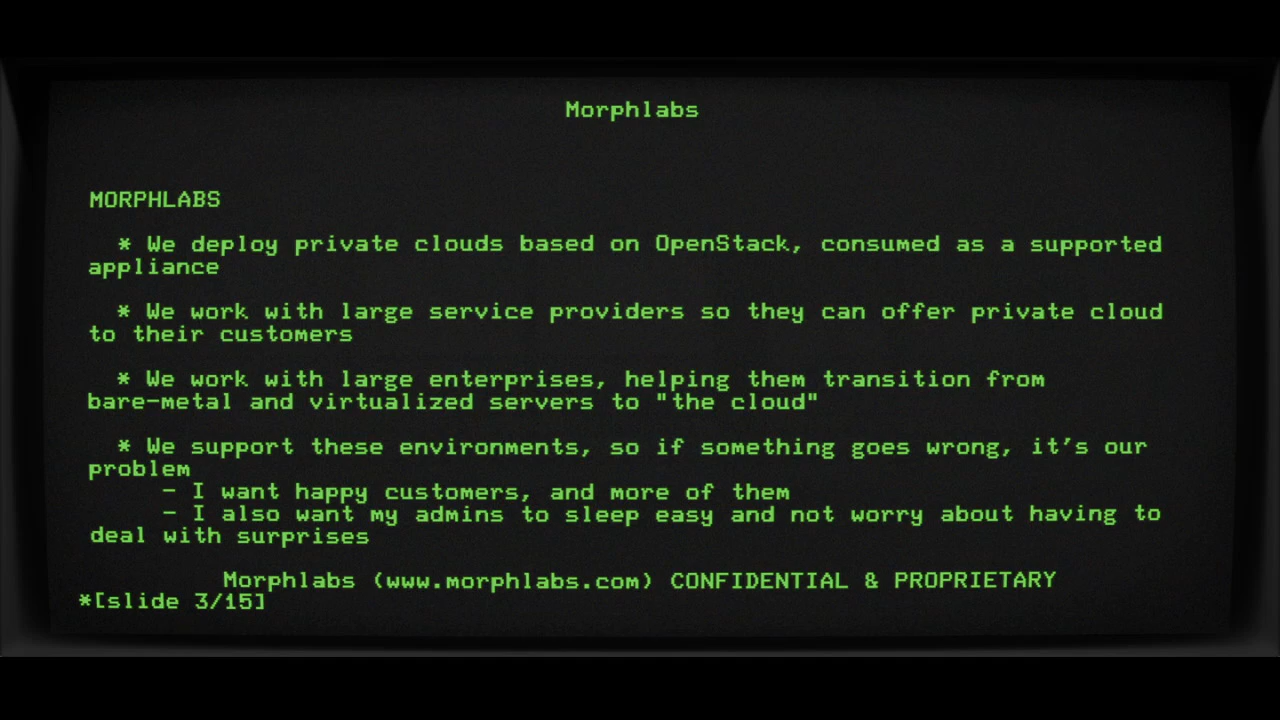 Morphlabs
MORPHLABS
* We deploy private clouds based on OpenStack, consumed as a supported
appliance
* We work with large service providers so they can offer private cloud
to their customers
* We work with large enterprises, helping them transition from
bare-metal and virtualized servers to "the cloud"
* We support these environments, so if something goes wrong, it's our
problem
- I want happy customers, and more of them
- I also want my admins to sleep easy and not worry about having to
deal with surprises
Morphlabs (www.morphlabs.com) CONFIDENTIAL & PROPRIETARY
*[slide 3/15]